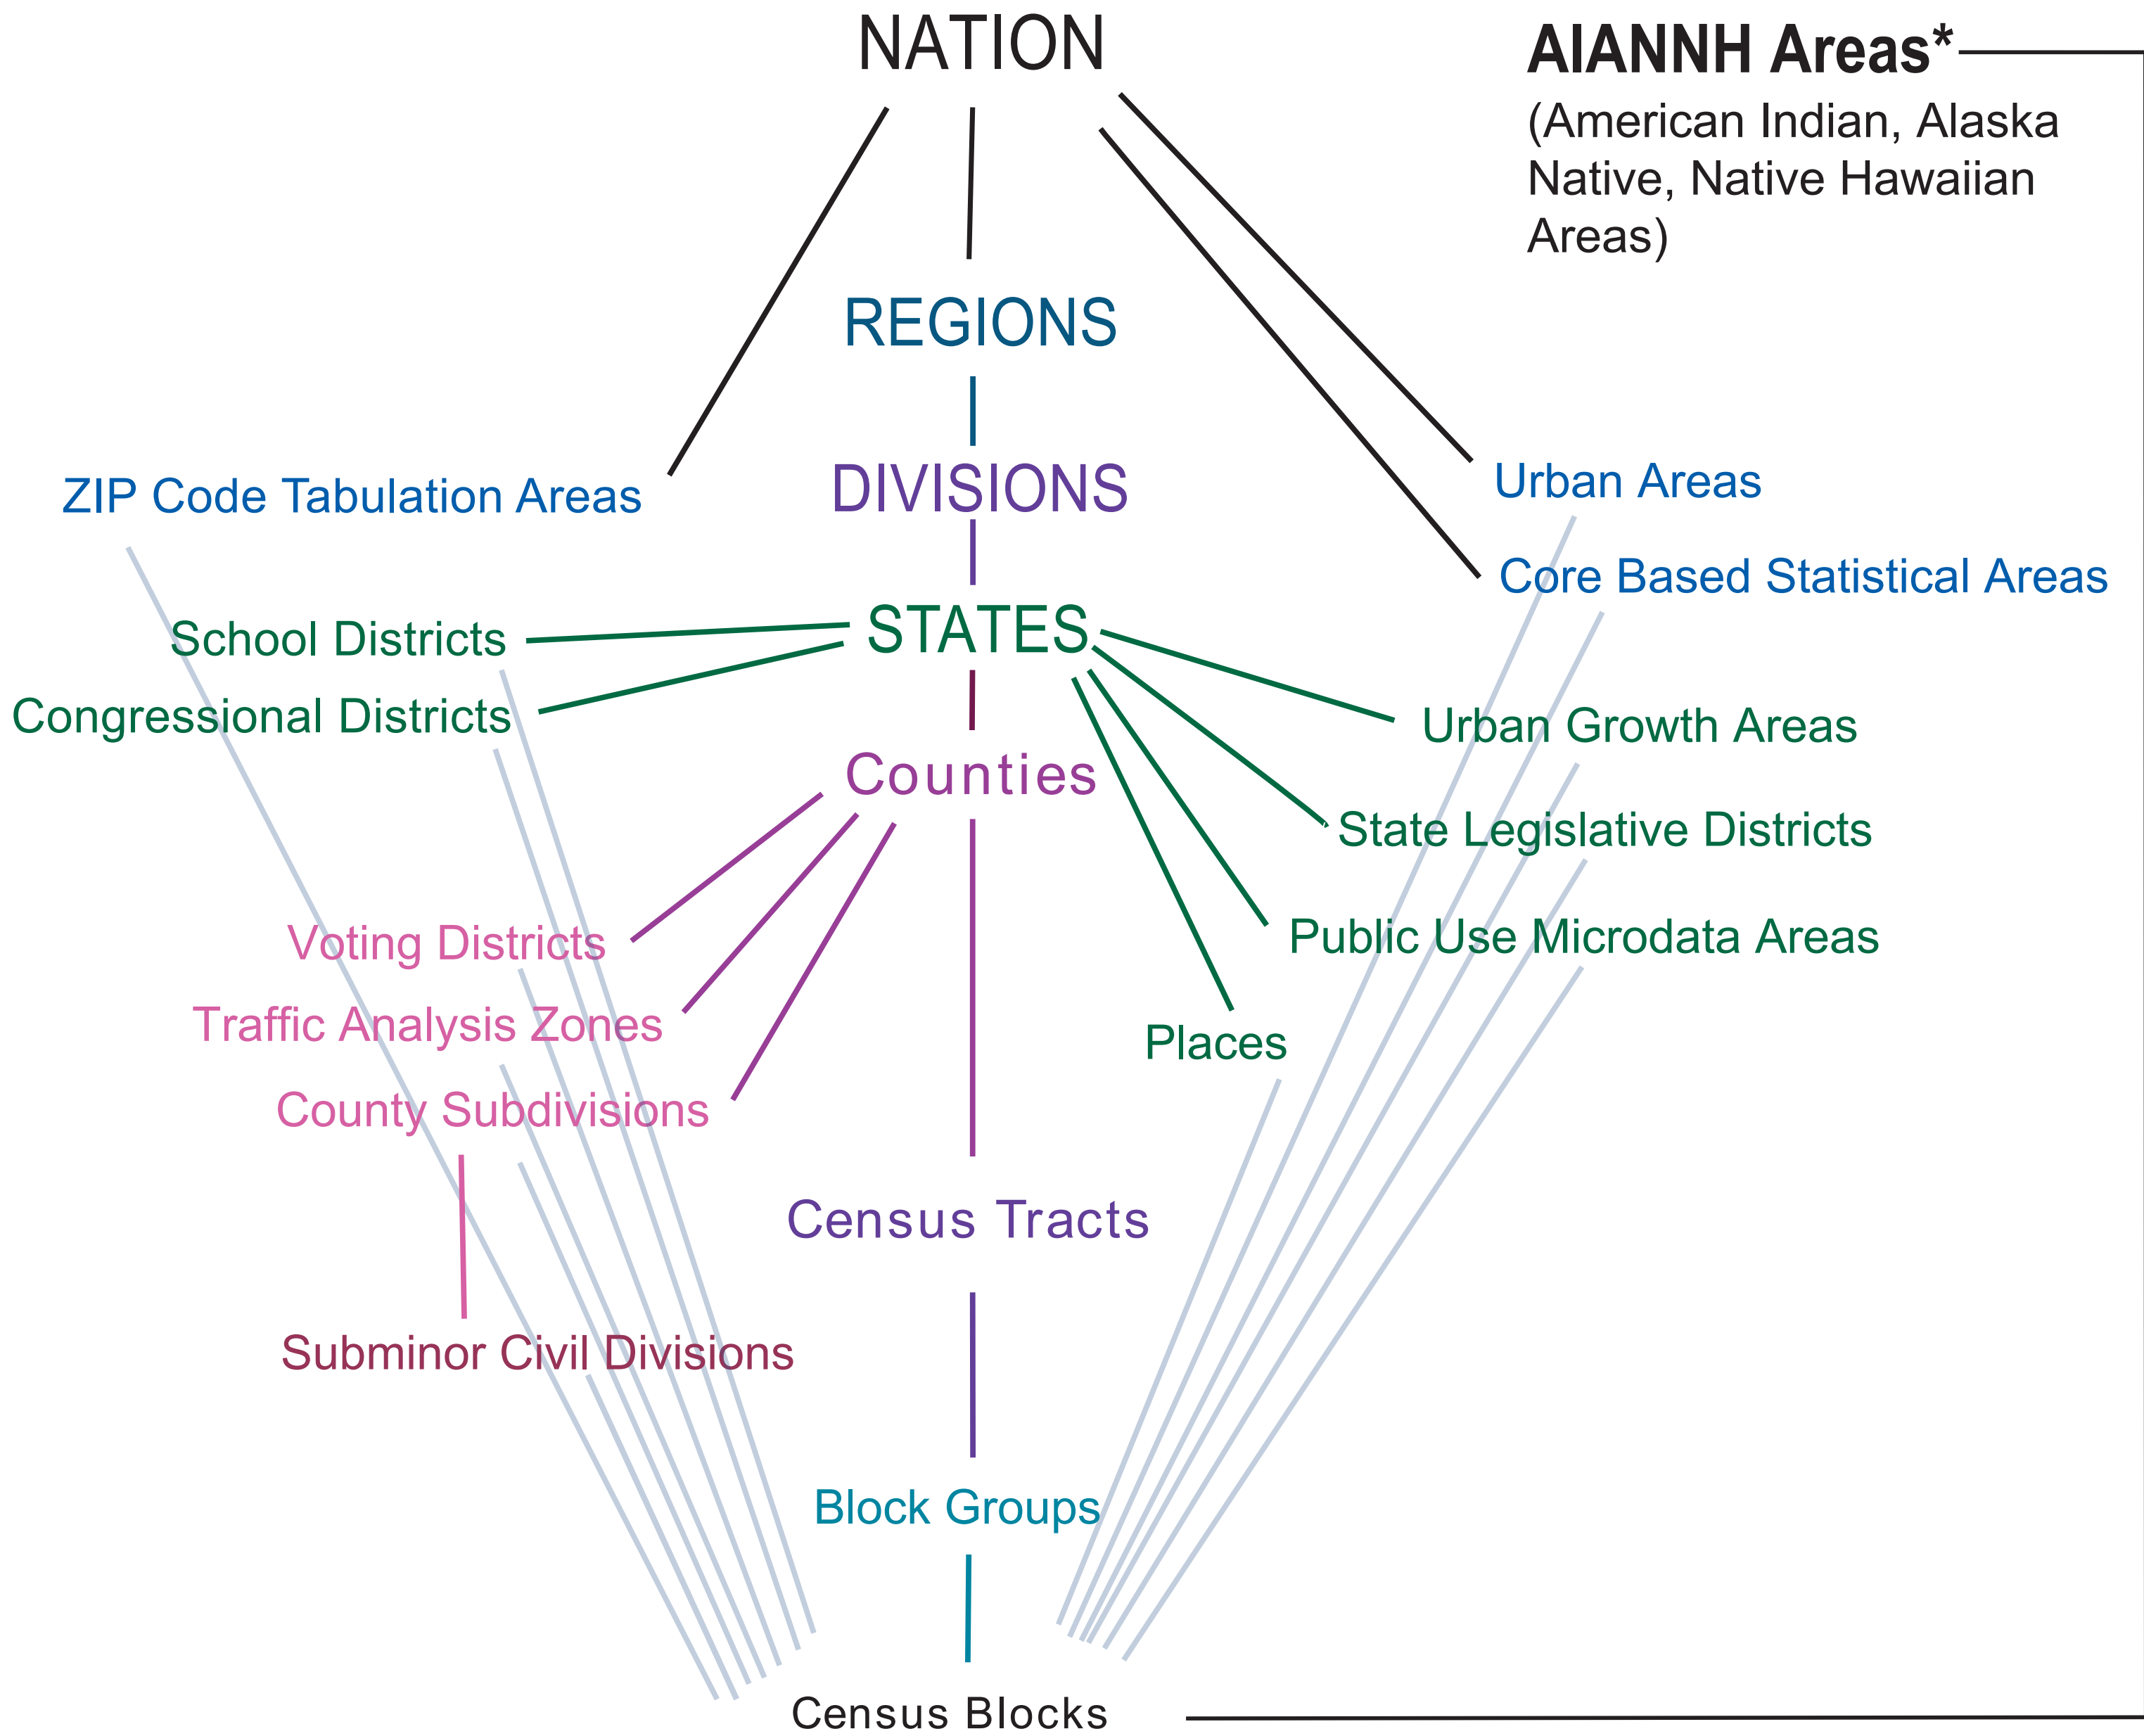 NATION
AIANNH Areas*
(American Indian, Alaska
Native, Native Hawaiian
Areas)
REGIONS
DIVISIONS
ZIP Code Tabulation Areas
Urban Areas
Core Based Statistical Areas
STATES
School Districts
Congressional Districts
Urban Growth Areas
Counties
State Legislative Districts
Voting Districts
Public Use Microdata Areas
Traffic Analysis Zones
Places
County Subdivisions
Census Tracts
Subminor Civil Divisions
Block Groups
Census Blocks